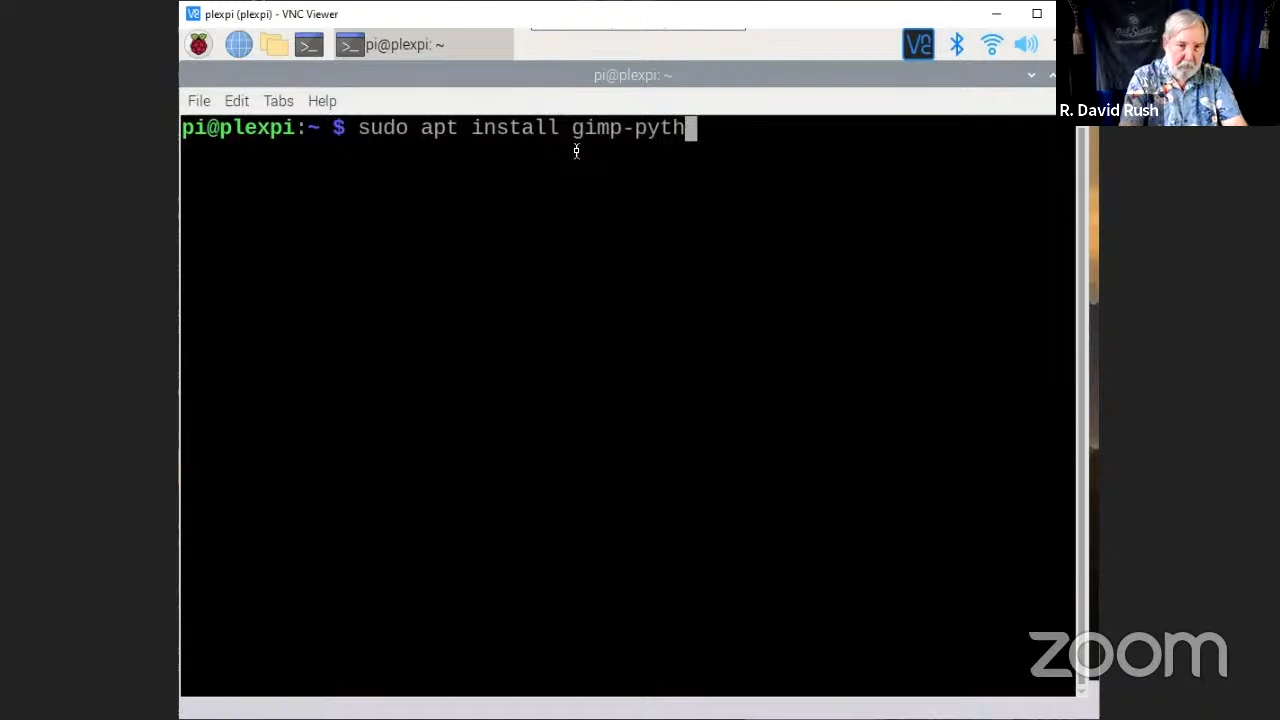 plexpi (plexpi) - VNC Viewer
pi@plexpi: ~
pi@plexpi: ~
File Edit Tabs Help
pi@plexpi:~ $ sudo apt install gimp-pyth
R. David Rush
zoom